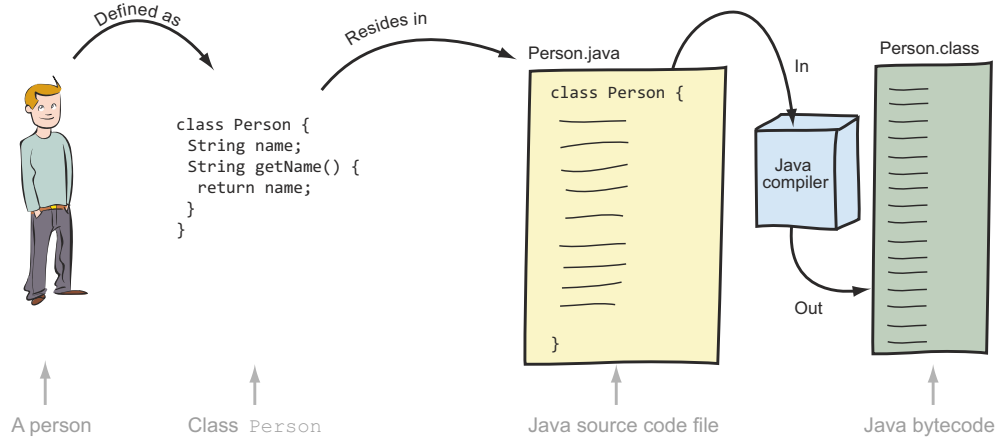 Defined as
Resides in
class Person {
String name;
String getName() {
return name;
}
}
Person.java
class Person {
}
In
Java
compiler
Out
Person.class
A person
Class Person
Java source code file
Java bytecode